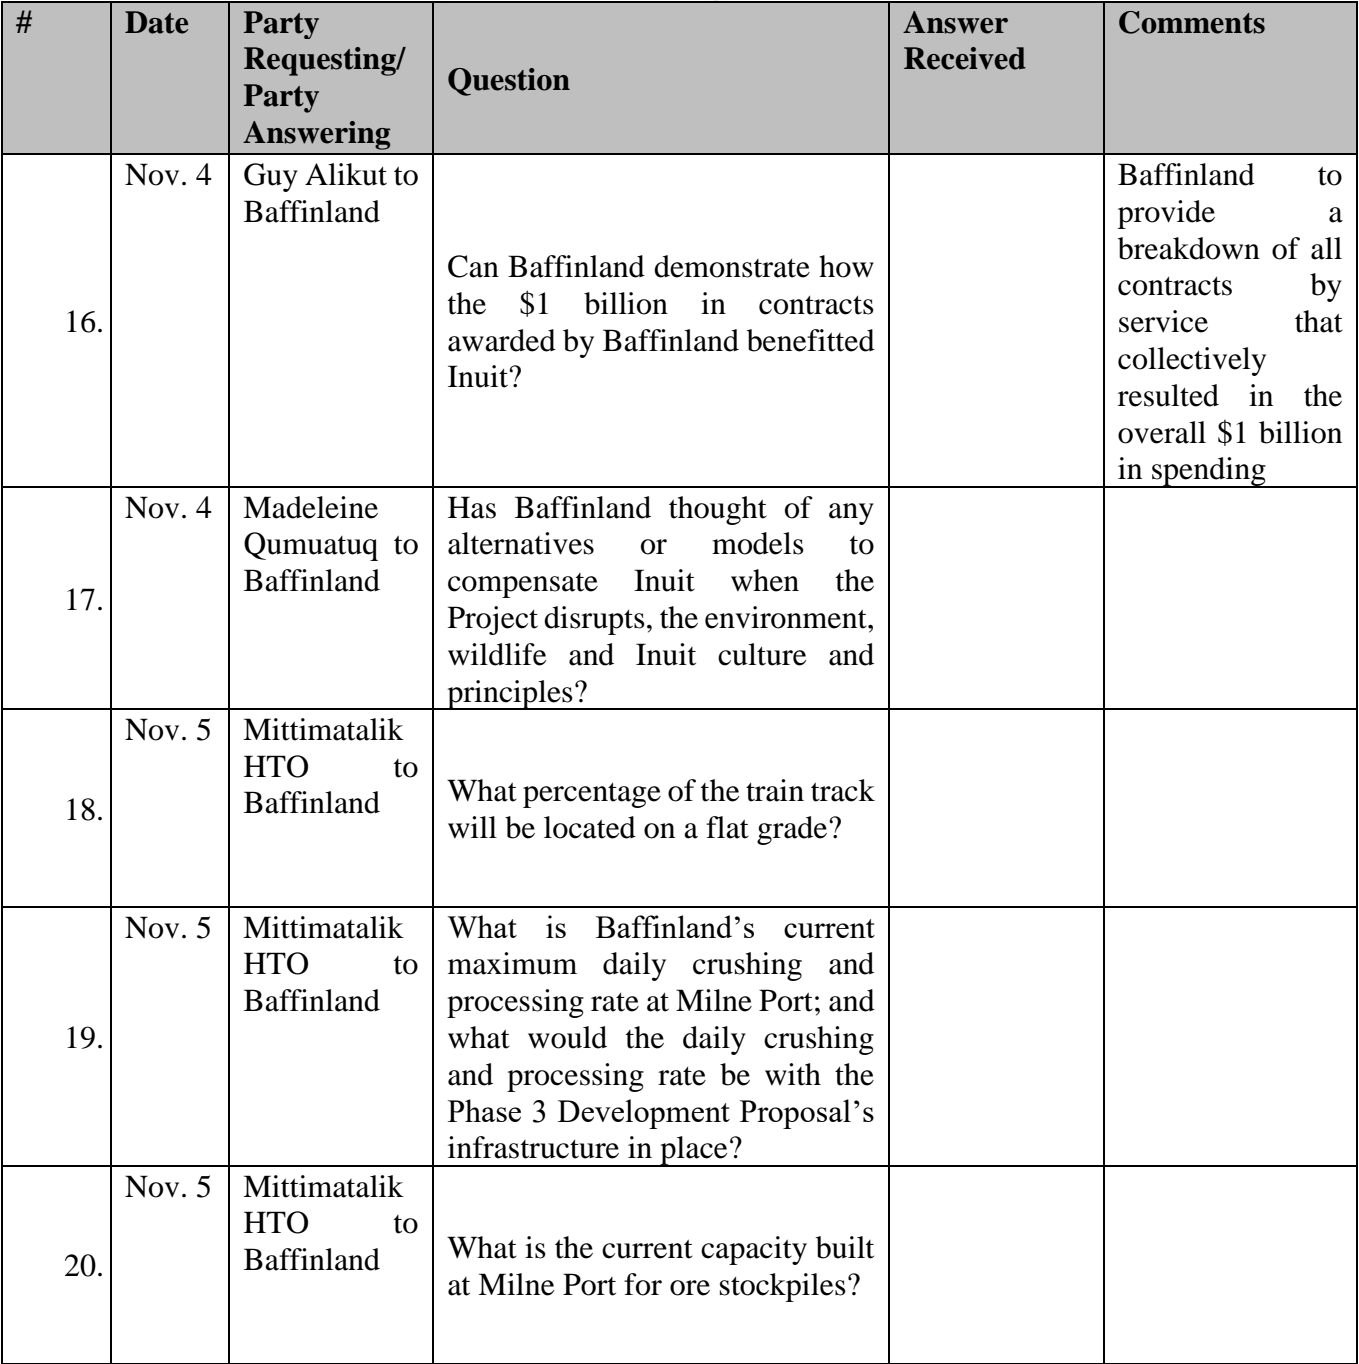 #
Date
Party
Requesting/
Party
Answering
Question
Answer
Received
Comments
16.
Nov. 4
Guy Alikut to
Baffinland
Can Baffinland demonstrate how
the $1 billion in contracts
awarded by Baffinland benefitted
Inuit?
Baffinland to
provide a
breakdown of all
contracts by
service that
collectively
resulted in the
overall $1 billion
in spending
17.
Nov. 4
Madeleine
Qumuatuq to
Baffinland
Has Baffinland thought of any
alternatives or models to
compensate Inuit when the
Project disrupts, the environment,
wildlife and Inuit culture and
principles?
18.
Nov. 5
Mittimatalik
HTO to
Baffinland
What percentage of the train track
will be located on a flat grade?
19.
Nov. 5
Mittimatalik
HTO to
Baffinland
What is Baffinland’s current
maximum daily crushing and
processing rate at Milne Port; and
what would the daily crushing
and processing rate be with the
Phase 3 Development Proposal’s
infrastructure in place?
20.
Nov. 5
Mittimatalik
HTO to
Baffinland
What is the current capacity built
at Milne Port for ore stockpiles?